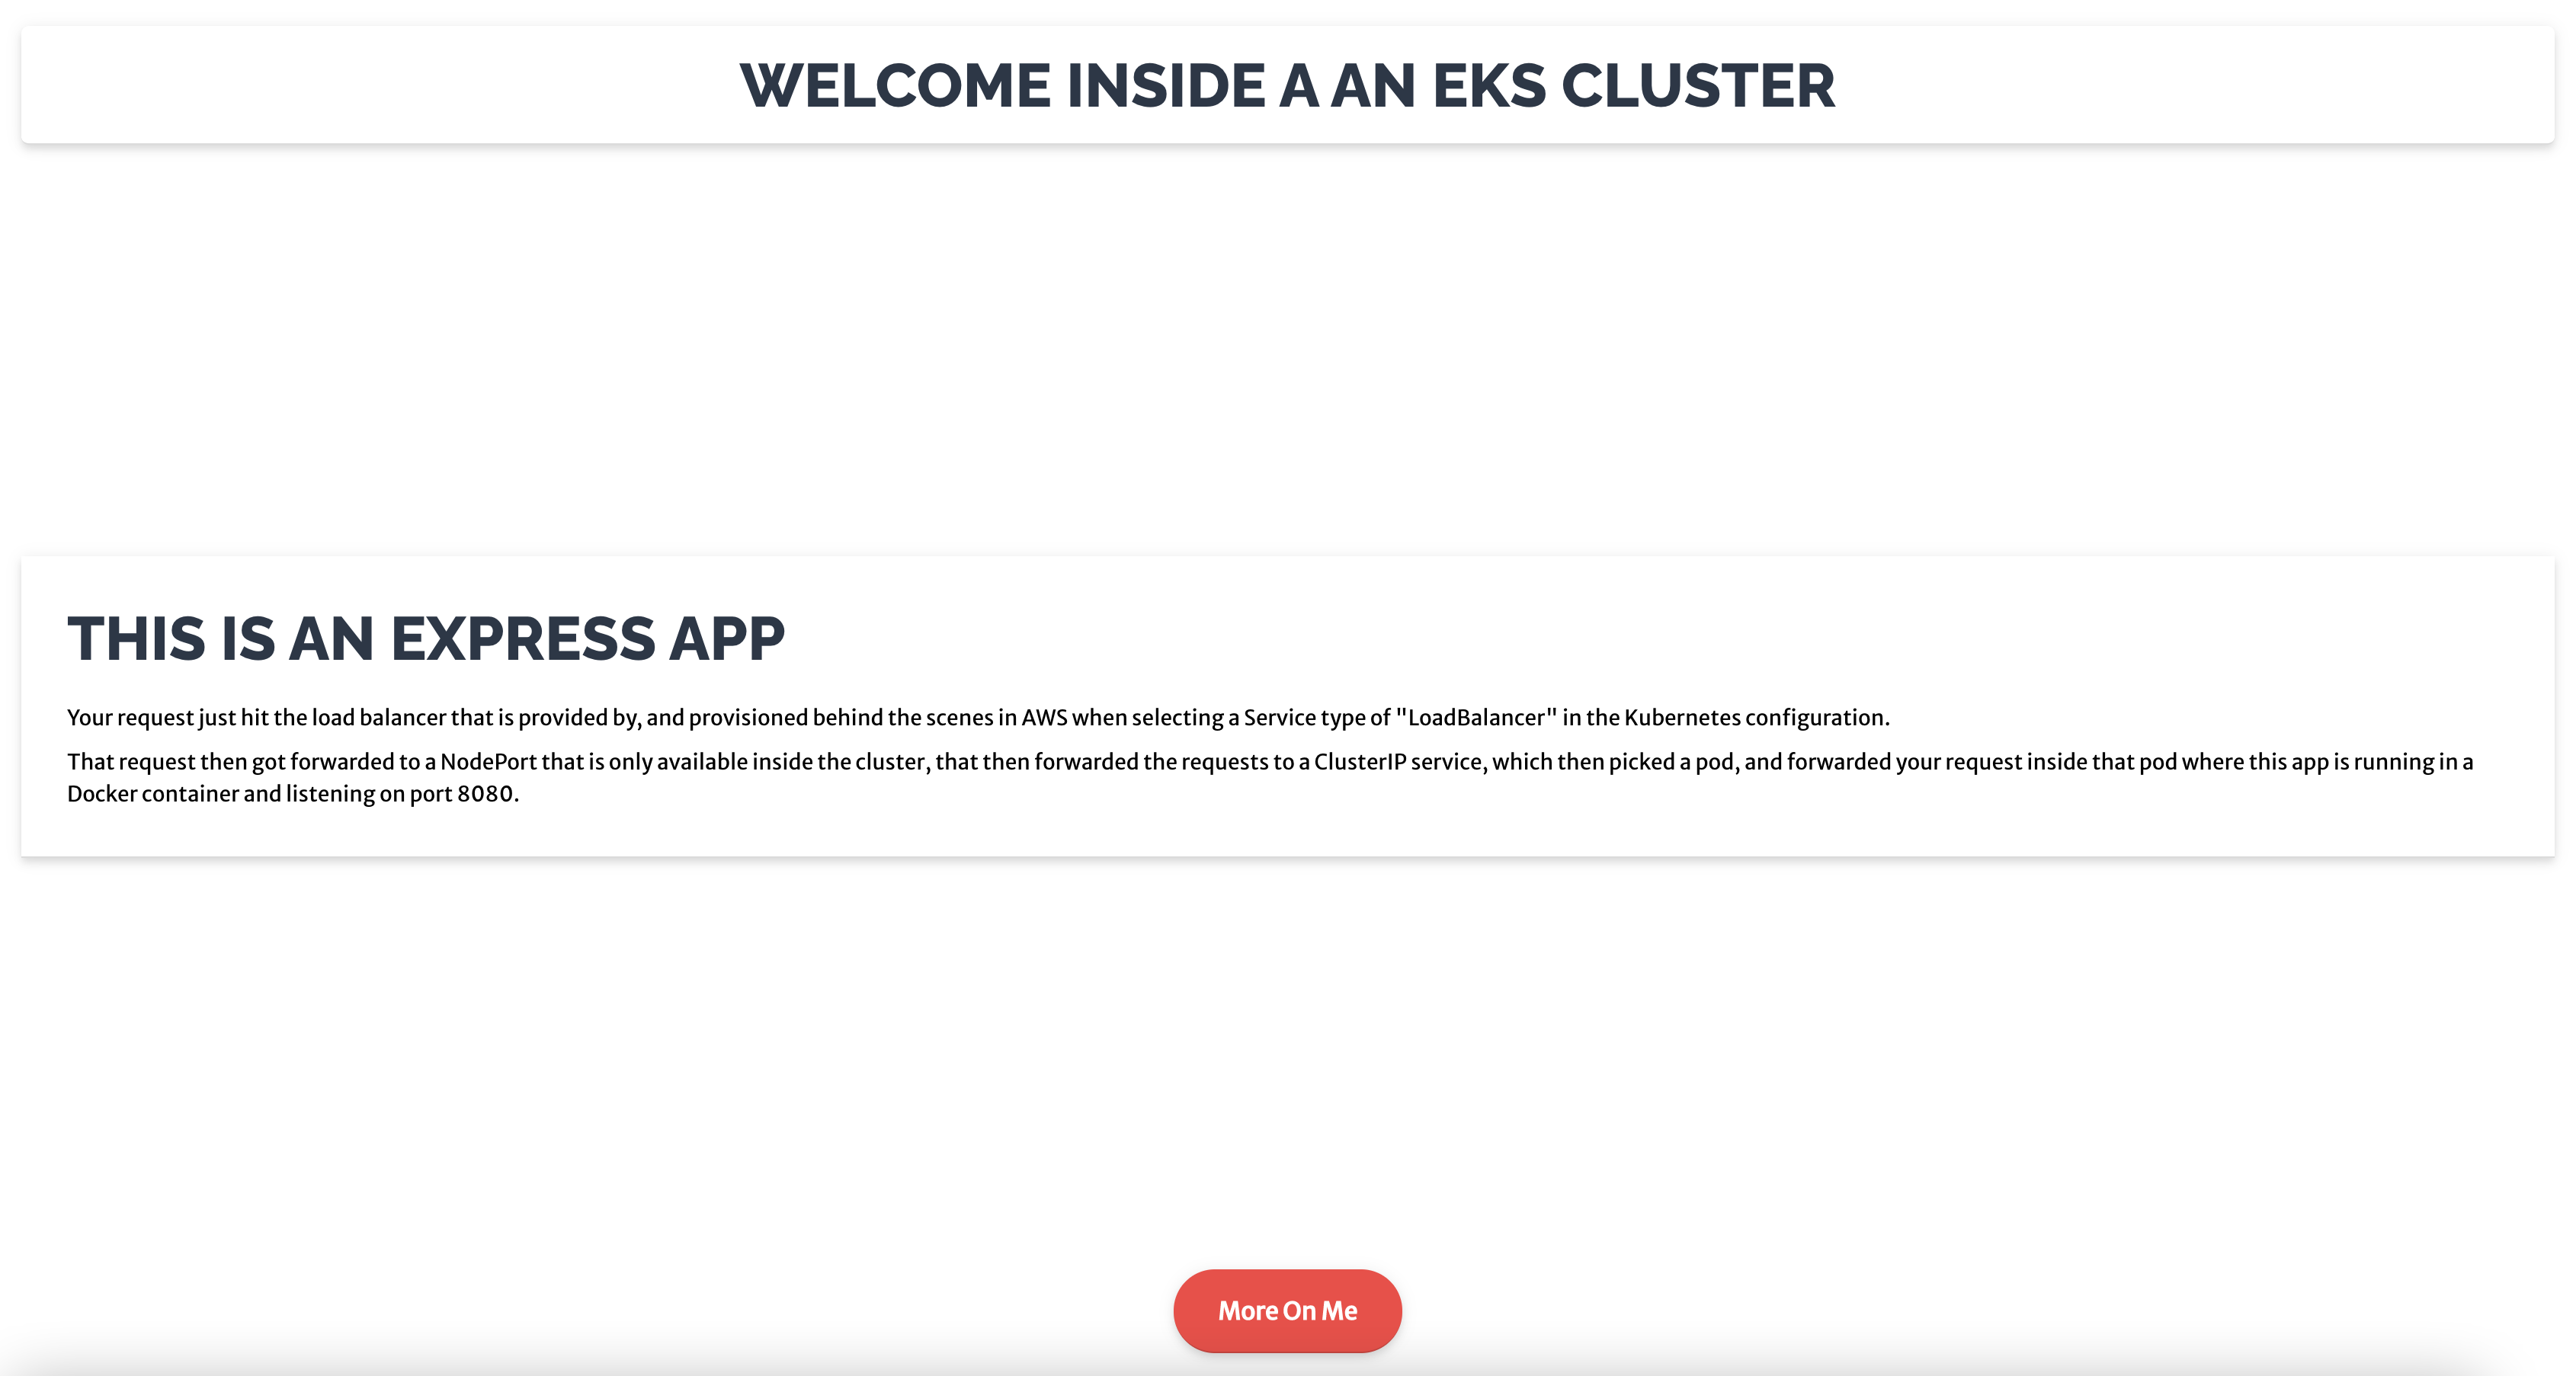 WELCOME INSIDE A AN EKS CLUSTER
THIS IS AN EXPRESS APP
Your request just hit the load balancer that is provided by, and provisioned behind the scenes in AWS when selecting a Service type of "LoadBalancer" in the Kubernetes configuration.
That request then got forwarded to a NodePort that is only available inside the cluster, that then forwarded the requests to a ClusterIP service, which then picked a pod, and forwarded your request inside that pod where this app is running in a
Docker container and listening on port 8080.
More On Me